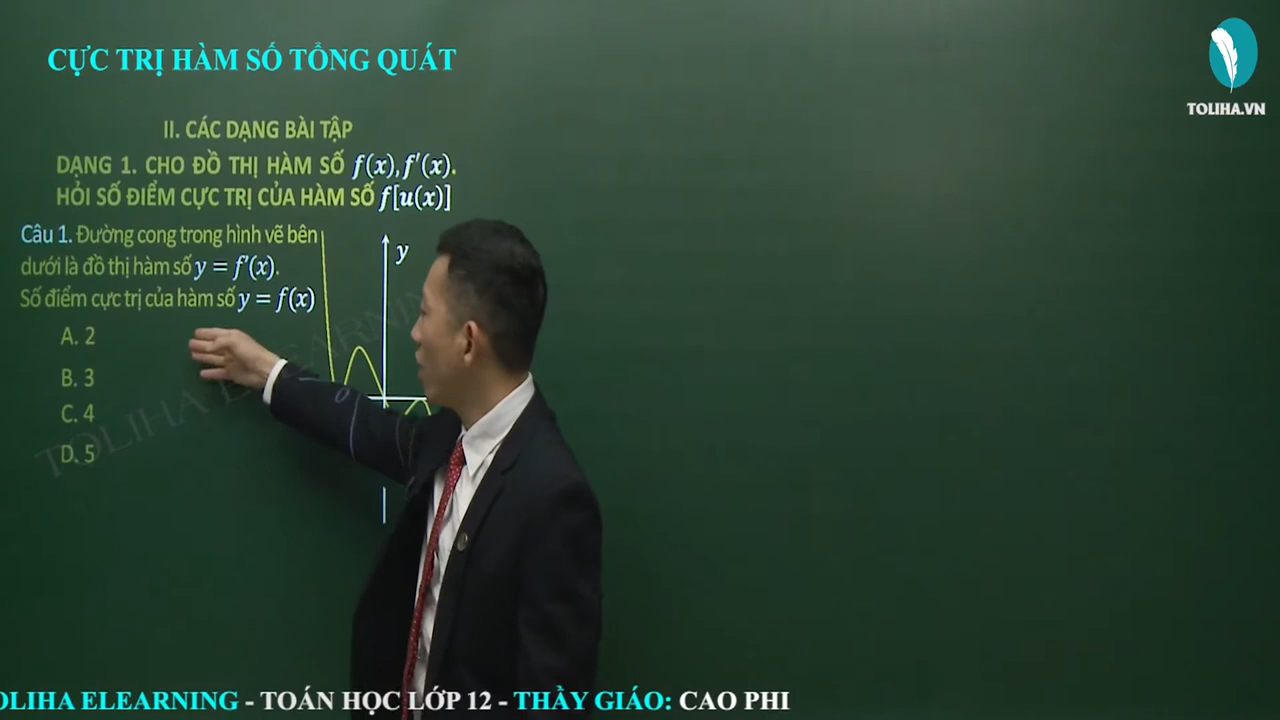 CỰC TRỊ HÀM SỐ TỔNG QUÁT
TOLIHA.VN
II. CÁC DẠNG BÀI TẬP
DẠNG 1. CHO ĐỒ THỊ HÀM SỐ f(x), f'(x).
HỎI SỐ ĐIỂM CỰC TRỊ CỦA HÀM SỐ f[u(x)]
Câu 1. Đường cong trong hình vẽ bên
dưới là đồ thị hàm số y = f'(x).
Số điểm cực trị của hàm số y = f(x)
A. 2
B. 3
C. 4
D. 5
y
TOLIHA ELEARNIN
OLIHA ELEARNING - TOÁN HỌC LỚP 12 - THẦY GIÁO: CAO PHI